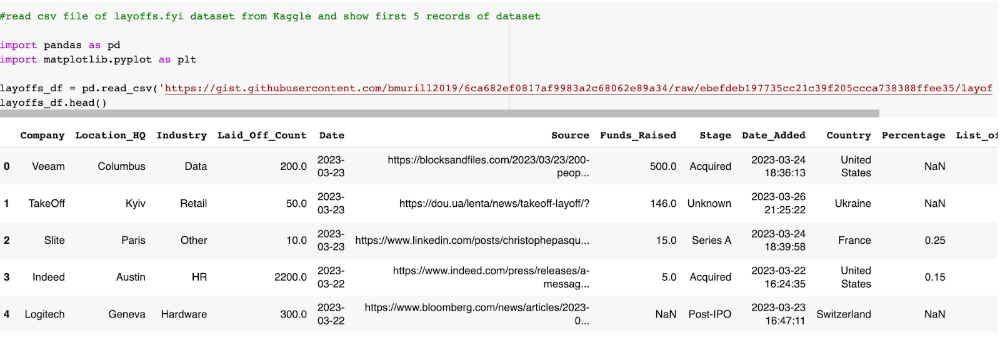 #read csv file of layoffs.fyi dataset from Kaggle and show first 5 records of dataset
import pandas as pd
import matplotlib.pyplot as plt
layoffs_df = pd.read_csv('https://gist.githubusercontent.com/bmurill2019/6ca682ef0817af9983a2c68062e89a34/raw/ebefdeb197735cc21c39f205ccca738388ffee35/layof
layoffs_df.head()
Company Location_HQ Industry Laid_Off_Count Date Source Funds_Raised Stage Date_Added Country Percentage List_of
0 Veeam Columbus Data 200.0 2023-03-23 https://blocksandfiles.com/2023/03/23/200-peop... 500.0 Acquired 2023-03-24 18:36:13 United States NaN
1 TakeOff Kyiv Retail 50.0 2023-03-23 https://dou.ua/lenta/news/takeoff-layoff/? 146.0 Unknown 2023-03-26 21:25:22 Ukraine NaN
2 Slite Paris Other 10.0 2023-03-23 https://www.linkedin.com/posts/christophepasqu... 15.0 Series A 2023-03-24 18:39:58 France 0.25
3 Indeed Austin HR 2200.0 2023-03-22 https://www.indeed.com/press/releases/a-messag... 5.0 Acquired 2023-03-22 16:24:35 United States 0.15
4 Logitech Geneva Hardware 300.0 2023-03-22 https://www.bloomberg.com/news/articles/2023-0... NaN Post-IPO 2023-03-23 16:47:11 Switzerland NaN